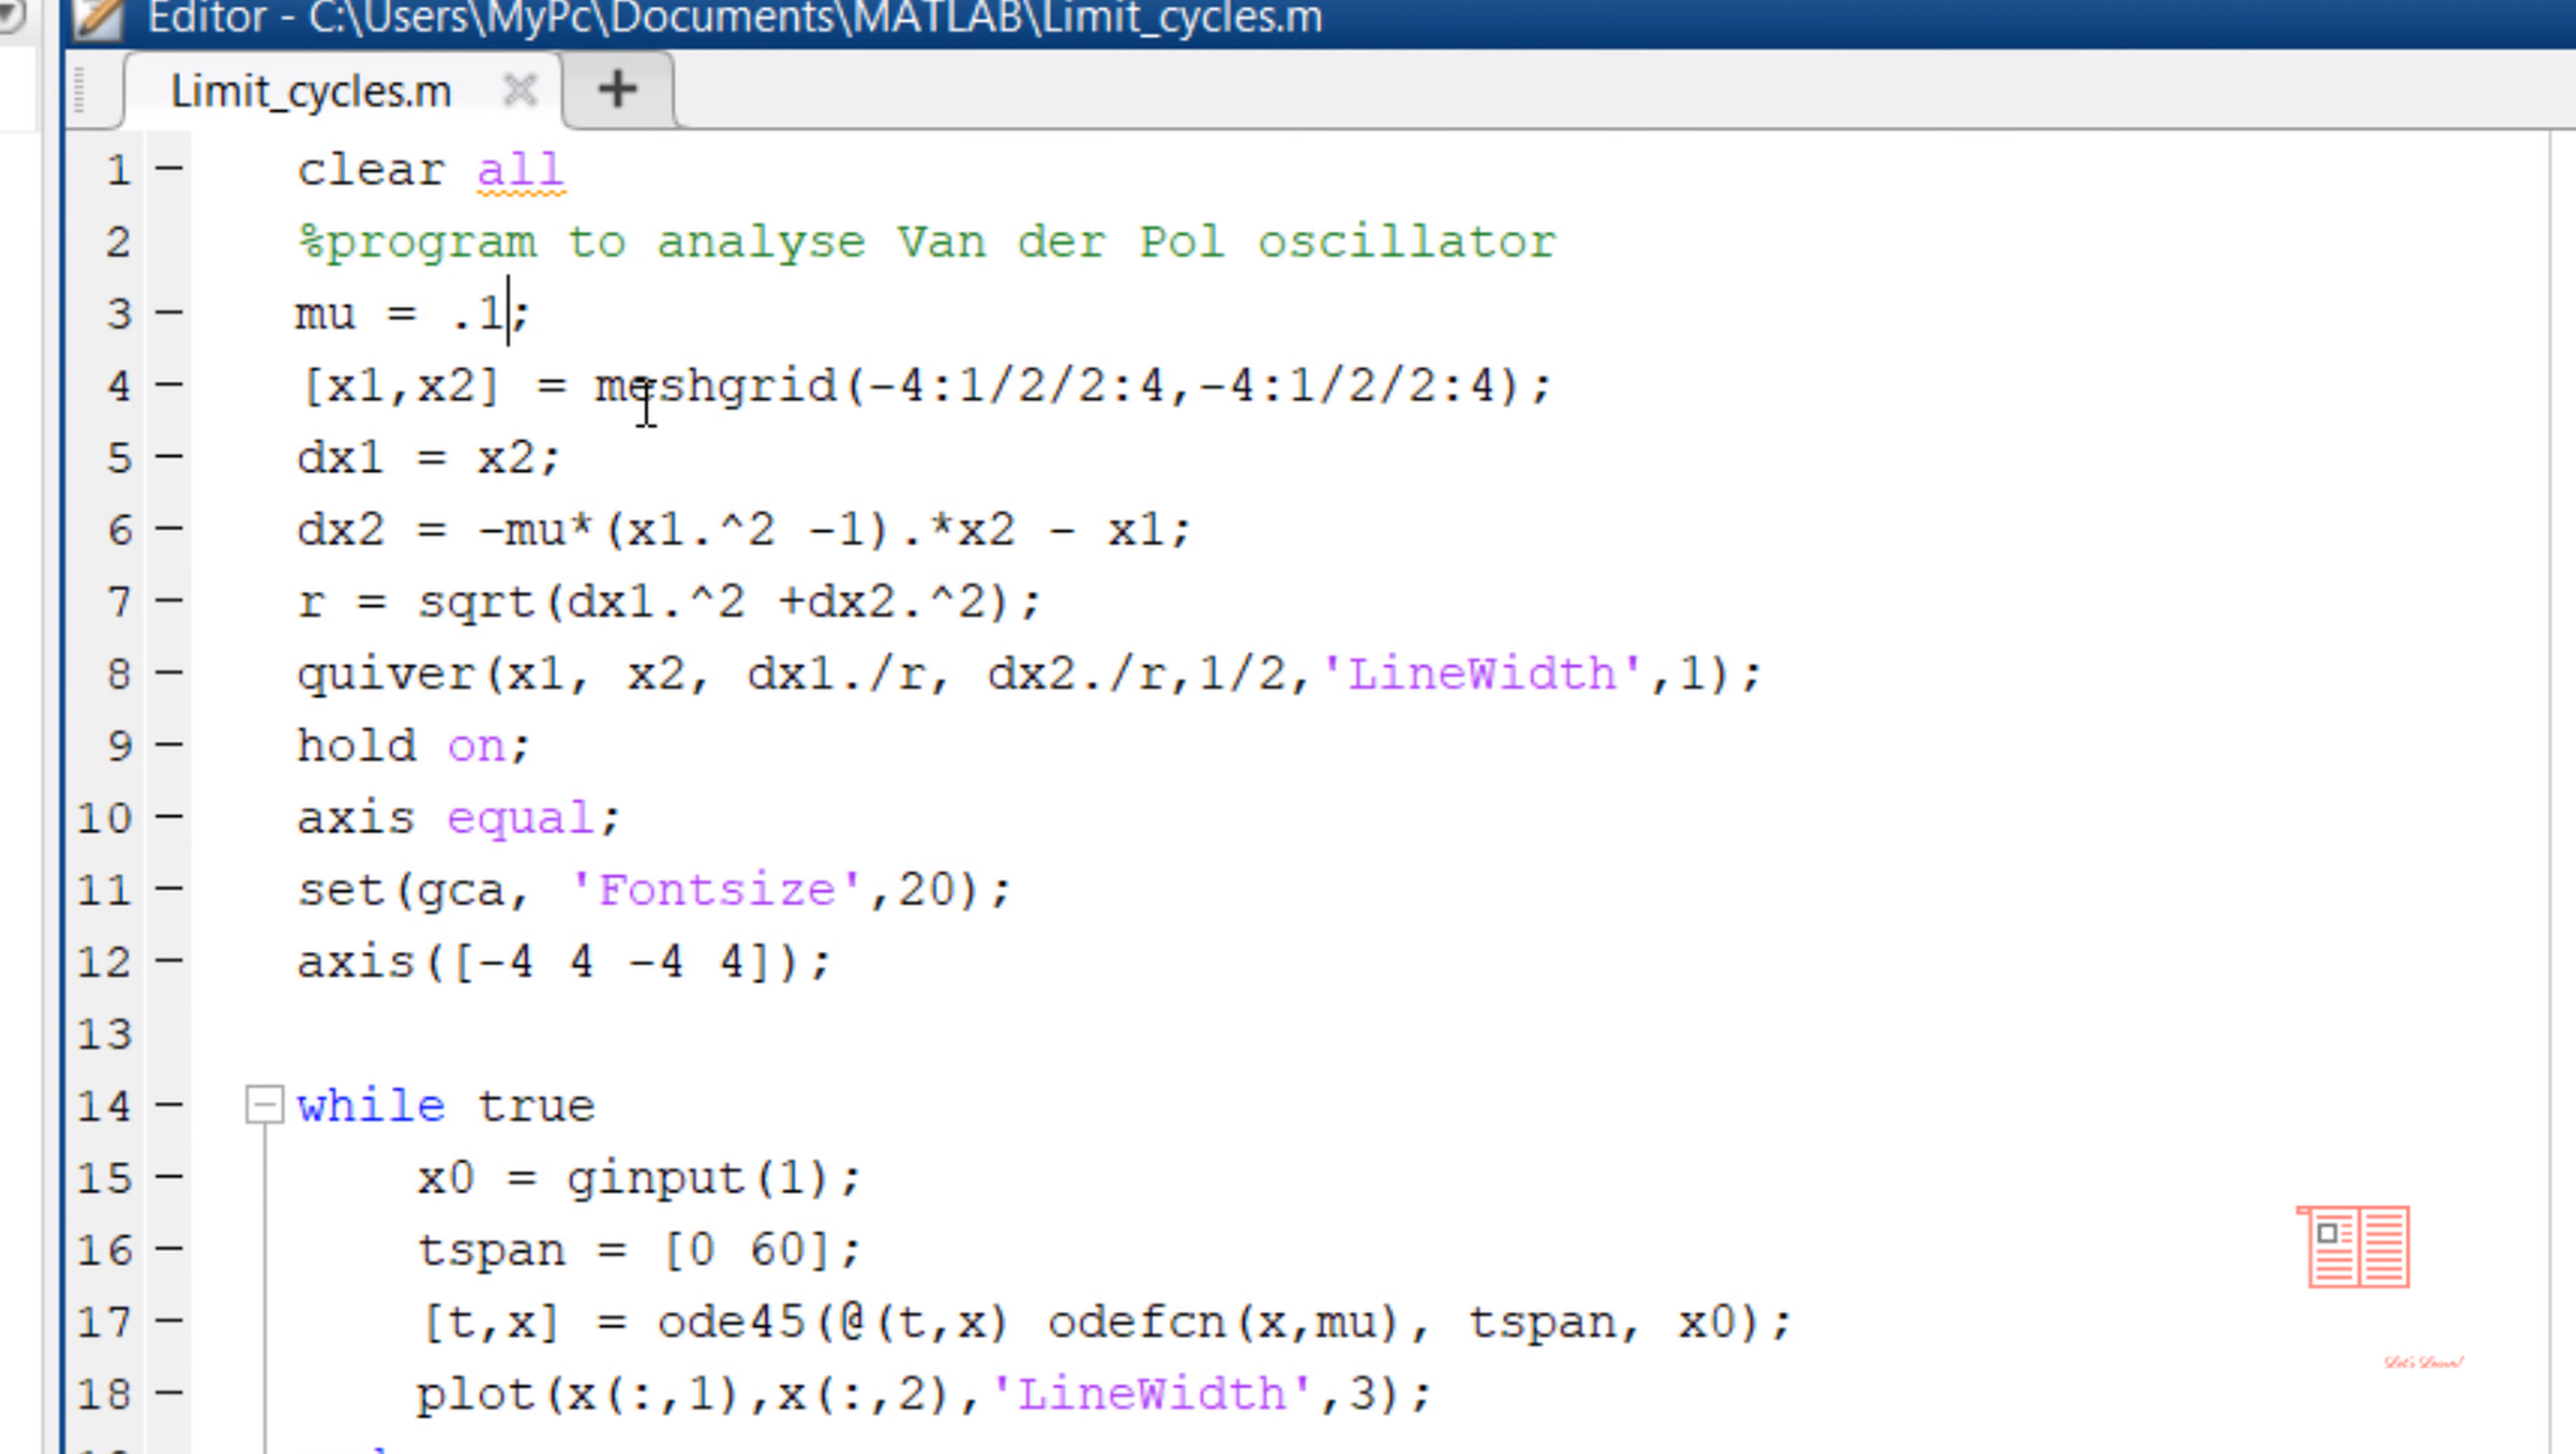 Editor - C:\Users\MyPc\Documents\MATLAB\Limit_cycles.m
Limit_cycles.m
1 clear all
2 %program to analyse Van der Pol oscillator
3 mu = .1;
4 [x1,x2] = meshgrid(-4:1/2/2:4,-4:1/2/2:4);
5 dx1 = x2;
6 dx2 = -mu*(x1.^2 -1).*x2 - x1;
7 r = sqrt(dx1.^2 +dx2.^2);
8 quiver(x1, x2, dx1./r, dx2./r,1/2,'LineWidth',1);
9 hold on;
10 axis equal;
11 set(gca, 'Fontsize',20);
12 axis([-4 4 -4 4]);
13
14 while true
15 x0 = ginput(1);
16 tspan = [0 60];
17 [t,x] = ode45(@(t,x) odefcn(x,mu), tspan, x0);
18 plot(x(:,1),x(:,2),'LineWidth',3);
Let's Learn!